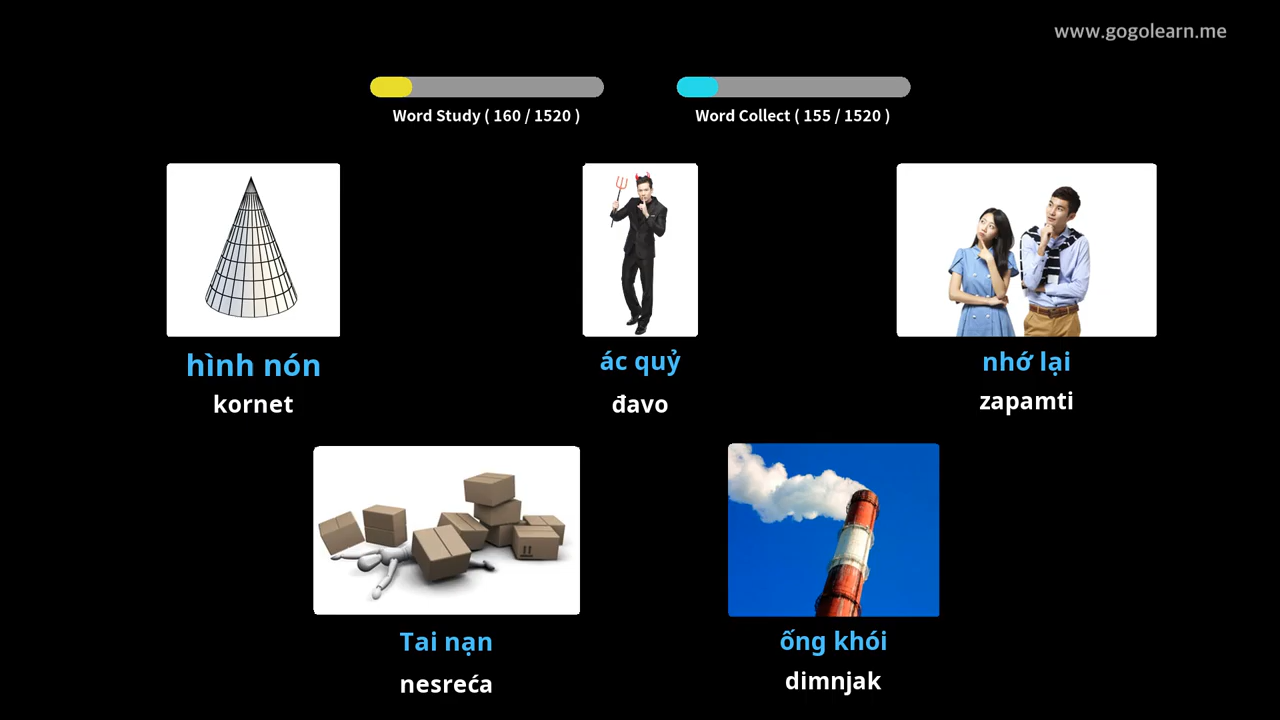 www.gogolearn.me
Word Study ( 160 / 1520 )
Word Collect ( 155 / 1520 )
hình nón
kornet
ác quỷ
đavo
nhớ lại
zapamti
Tai nạn
nesreća
ống khói
dimnjak